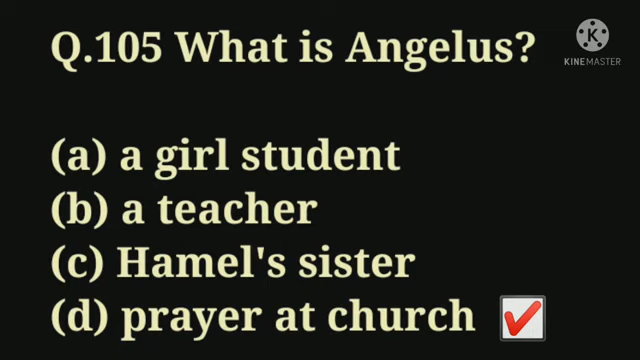 Q.105 What is Angelus?
KINEMASTER
(a) a girl student
(b) a teacher
(c) Hamel's sister
(d) prayer at church